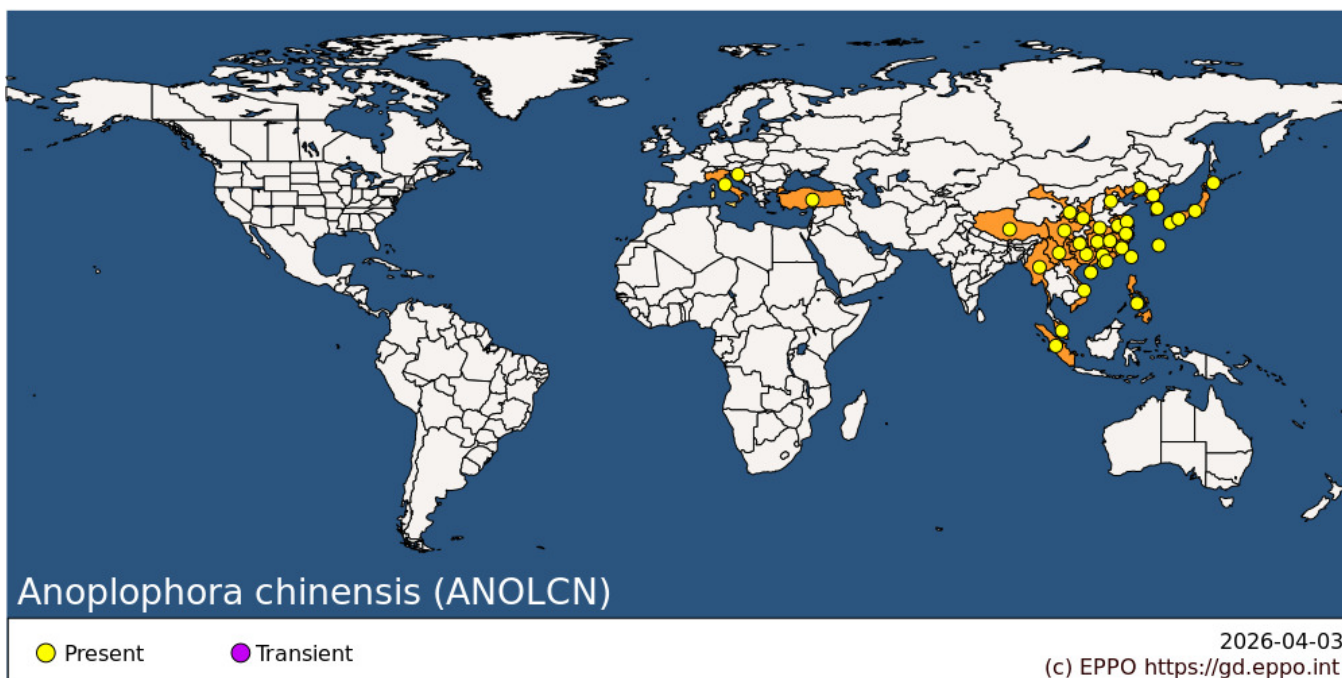 Anoplophora chinensis (ANOLCN)
Present
Transient
2026-04-03
(c) EPPO https://gd.eppo.int